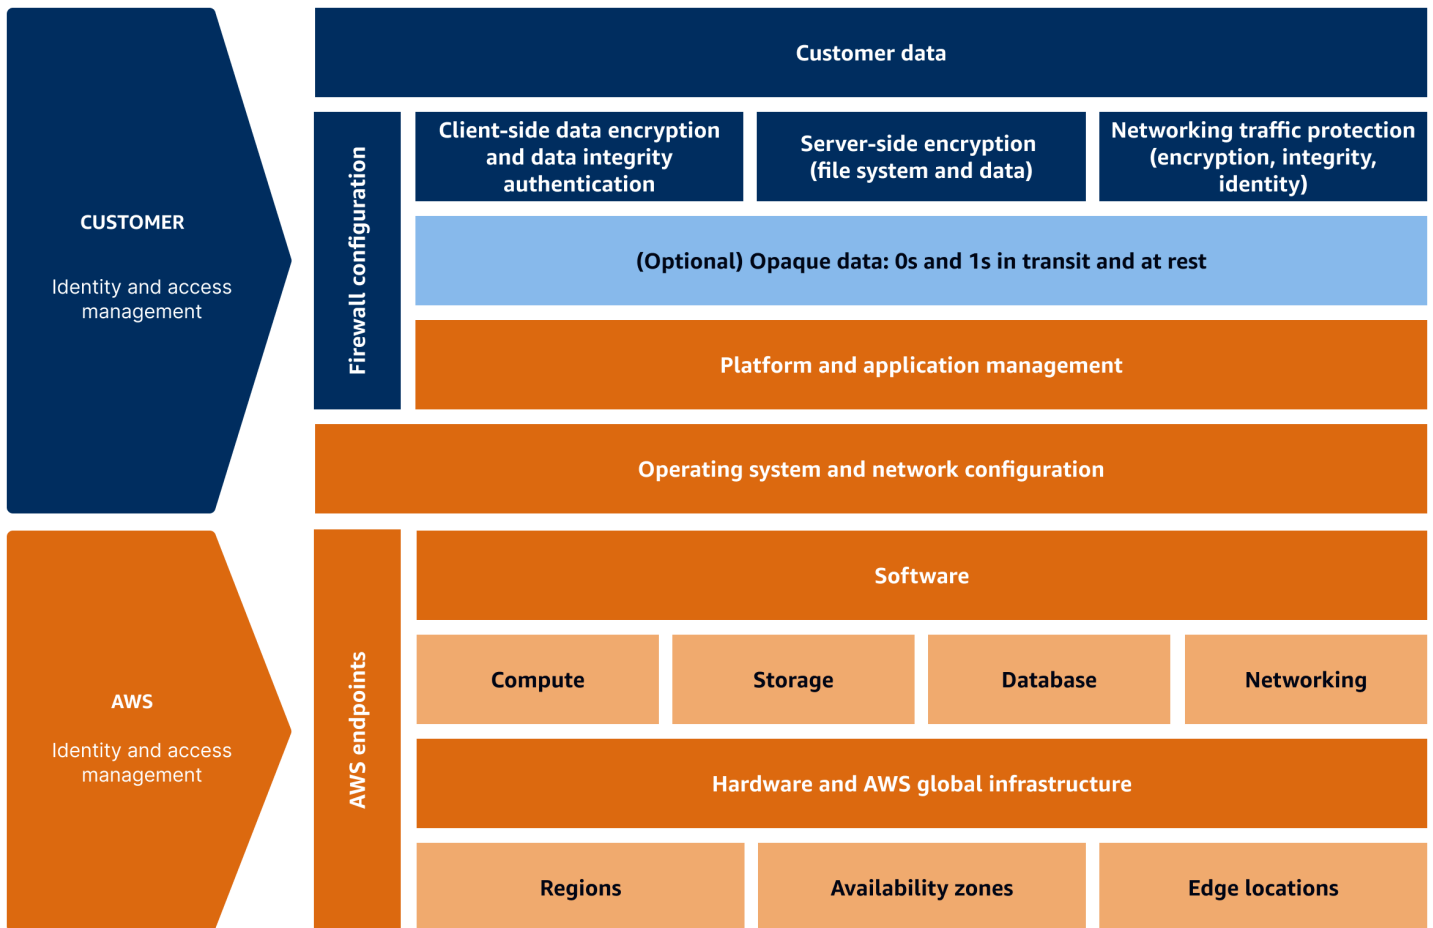 Customer data
CUSTOMER
Identity and access
management
Firewall configuration
Client-side data encryption
and data integrity
authentication
Server-side encryption
(file system and data)
Networking traffic protection
(encryption, integrity,
identity)
(Optional) Opaque data: 0s and 1s in transit and at rest
Platform and application management
Operating system and network configuration
AWS
Identity and access
management
AWS endpoints
Software
Compute
Storage
Database
Networking
Hardware and AWS global infrastructure
Regions
Availability zones
Edge locations